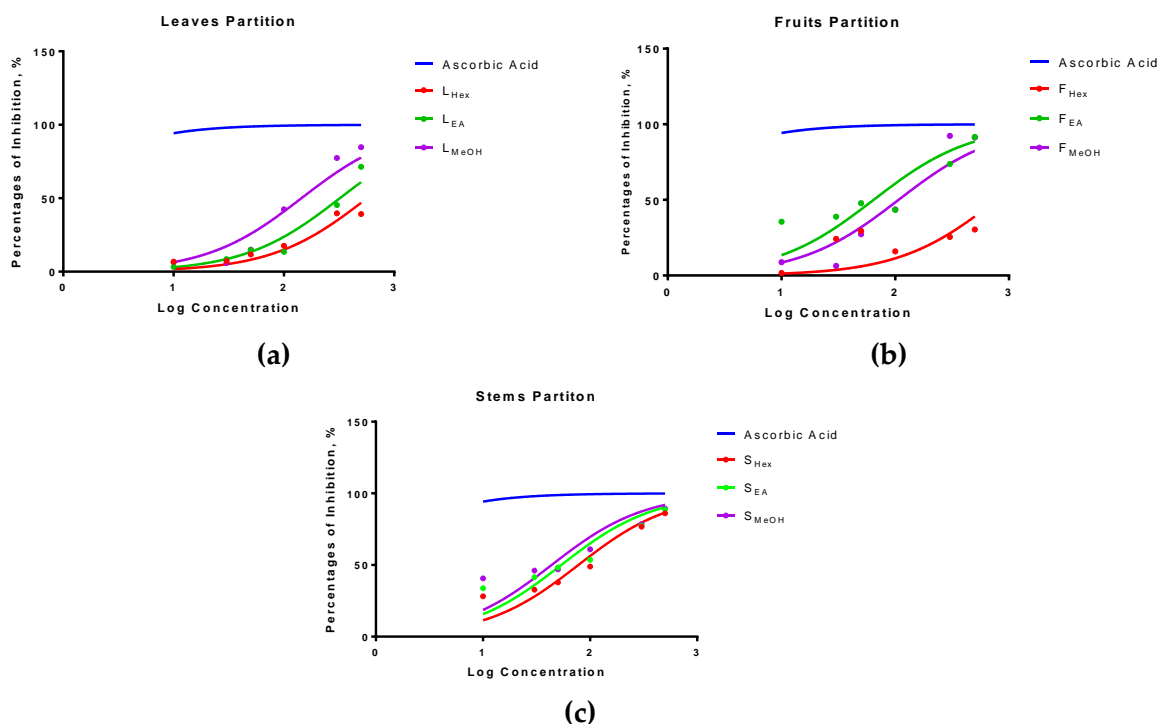 Leaves Partition
Percentages of Inhibition, %
150
100
50
0
0
1
2
3
Log Concentration
Ascorbic Acid
L Hex
L EA
L MeOH
(a)
Fruits Partition
Percentages of Inhibition, %
150
100
50
0
0
1
2
3
Log Concentration
Ascorbic Acid
F Hex
F EA
F MeOH
(b)
Stems Partiton
Percentages of Inhibition, %
150
100
50
0
0
1
2
3
Log Concentration
Ascorbic Acid
S Hex
S EA
S MeOH
(c)